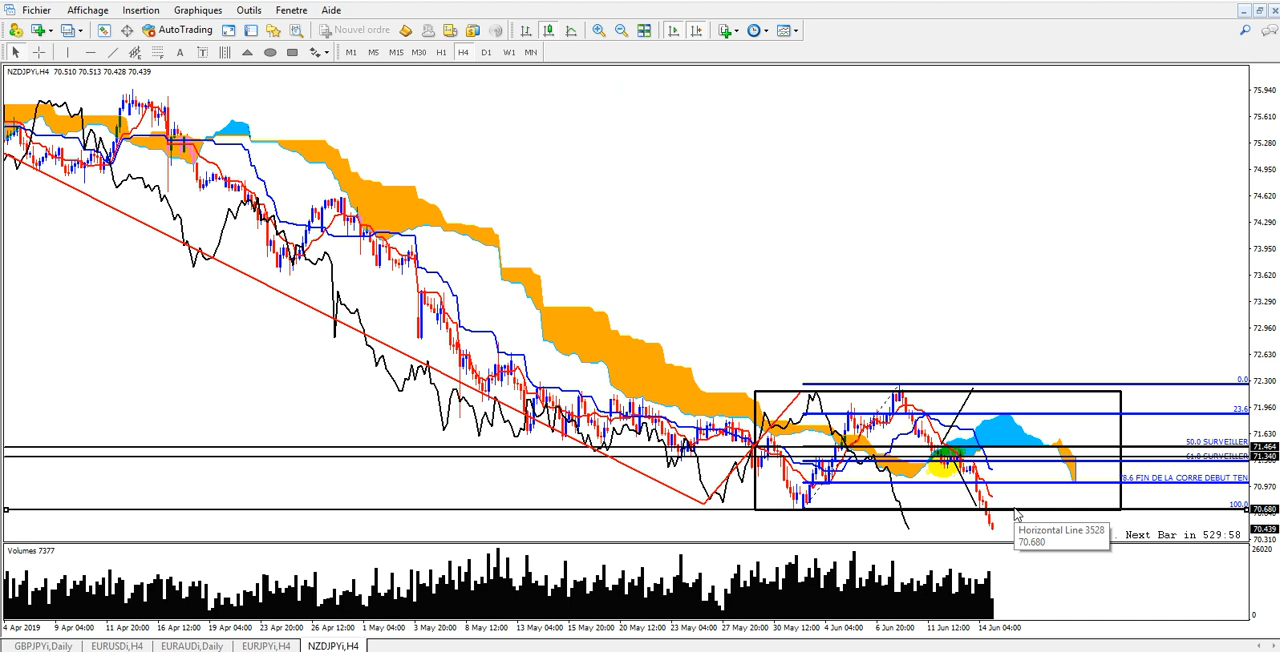 Fichier Affichage Insertion Graphiques Outils Fenetre Aide
AutoTrading Nouvel ordre
A T M1 M5 M15 M30 H1 H4 D1 W1 MN
NZDJPYi,H4 70.510 70.513 70.428 70.439
75.940
75.610
75.280
74.950
74.620
74.290
73.950
73.620
73.290
72.960
72.630
72.300
0.0
71.960
23.6
71.630
50.0 SURVEILLER
71.464
61.8 SURVEILLER
71.340
78.6 FIN DE LA CORRE DEBUT TEN
70.970
100.0
70.680
Horizontal Line 3528
70.680
70.439
Next Bar in 529:58
70.310
Volumes 7377
26020
0
4 Apr 2019 9 Apr 04:00 11 Apr 20:00 16 Apr 12:00 19 Apr 04:00 23 Apr 20:00 26 Apr 12:00 1 May 04:00 3 May 20:00 8 May 12:00 13 May 04:00 15 May 20:00 20 May 12:00 23 May 04:00 27 May 20:00 30 May 12:00 4 Jun 04:00 6 Jun 20:00 11 Jun 12:00 14 Jun 04:00
GBPJPYi,Daily EURUSDi,H4 EURAUDi,Daily EURJPYi,H4 NZDJPYi,H4